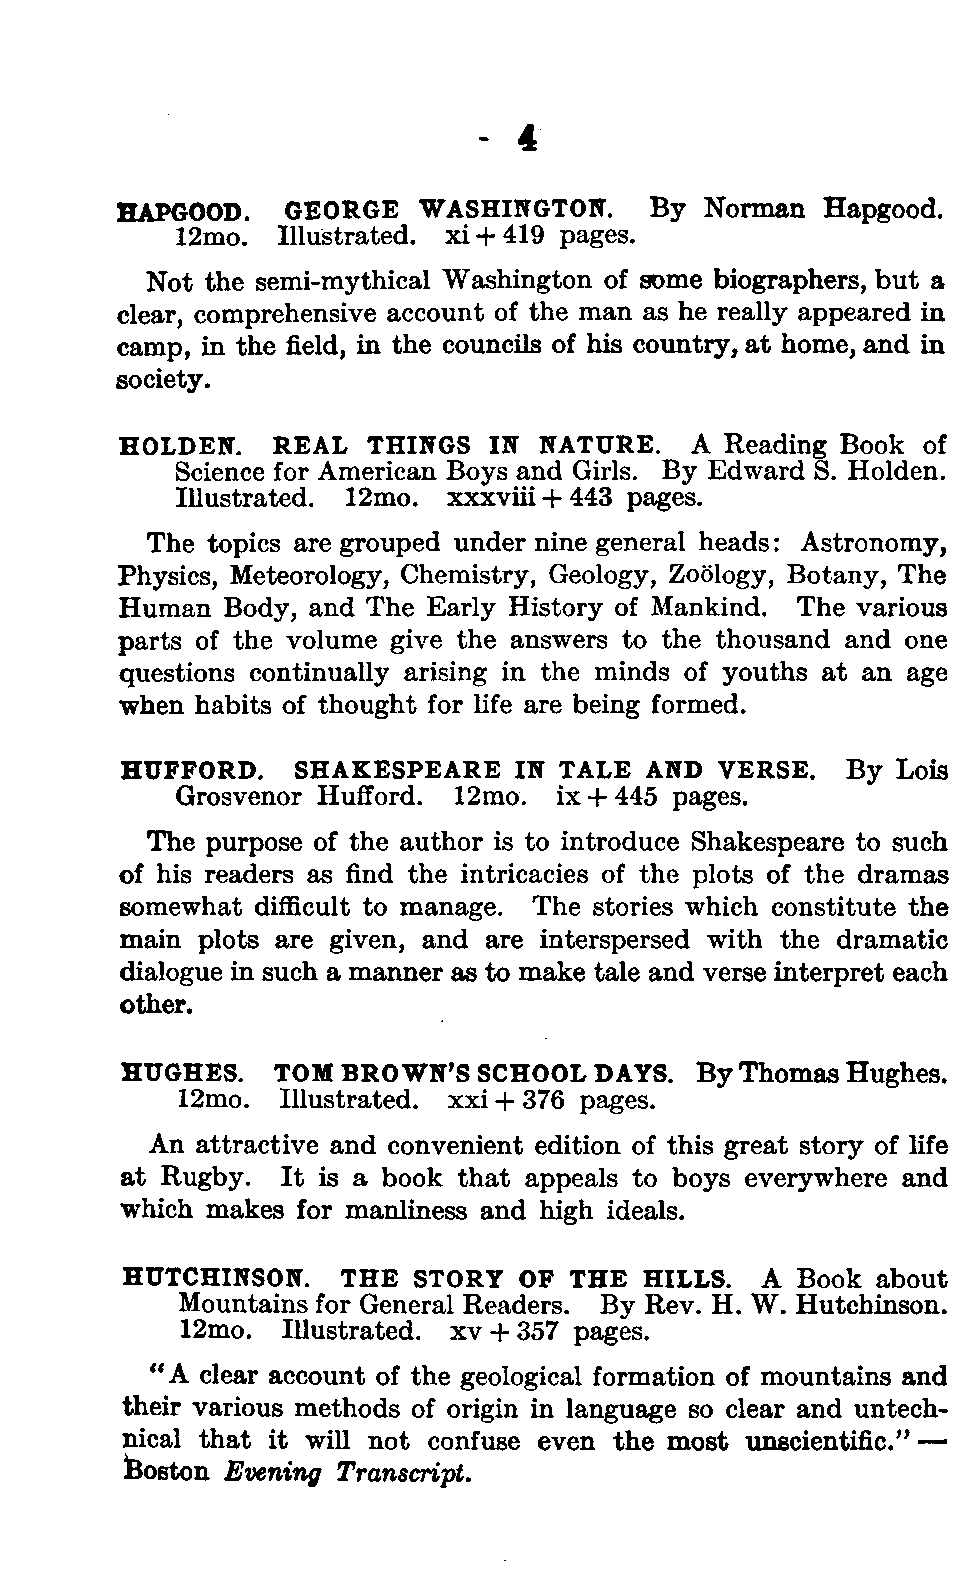 - 4
HAPGOOD. GEORGE WASHINGTON. By Norman Hapgood.
12mo. Illustrated. xi + 419 pages.
Not the semi-mythical Washington of some biographers, but a
clear, comprehensive account of the man as he really appeared in
camp, in the field, in the councils of his country, at home, and in
society.
HOLDEN. REAL THINGS IN NATURE. A Reading Book of
Science for American Boys and Girls. By Edward S. Holden.
Illustrated. 12mo. xxxviii + 443 pages.
The topics are grouped under nine general heads: Astronomy,
Physics, Meteorology, Chemistry, Geology, Zoölogy, Botany, The
Human Body, and The Early History of Mankind. The various
parts of the volume give the answers to the thousand and one
questions continually arising in the minds of youths at an age
when habits of thought for life are being formed.
HUFFORD. SHAKESPEARE IN TALE AND VERSE. By Lois
Grosvenor Hufford. 12mo. ix + 445 pages.
The purpose of the author is to introduce Shakespeare to such
of his readers as find the intricacies of the plots of the dramas
somewhat difficult to manage. The stories which constitute the
main plots are given, and are interspersed with the dramatic
dialogue in such a manner as to make tale and verse interpret each
other.
HUGHES. TOM BROWN'S SCHOOL DAYS. By Thomas Hughes.
12mo. Illustrated. xxi + 376 pages.
An attractive and convenient edition of this great story of life
at Rugby. It is a book that appeals to boys everywhere and
which makes for manliness and high ideals.
HUTCHINSON. THE STORY OF THE HILLS. A Book about
Mountains for General Readers. By Rev. H. W. Hutchinson.
12mo. Illustrated. xv + 357 pages.
"A clear account of the geological formation of mountains and
their various methods of origin in language so clear and untech-
nical that it will not confuse even the most unscientific." —
Boston Evening Transcript.